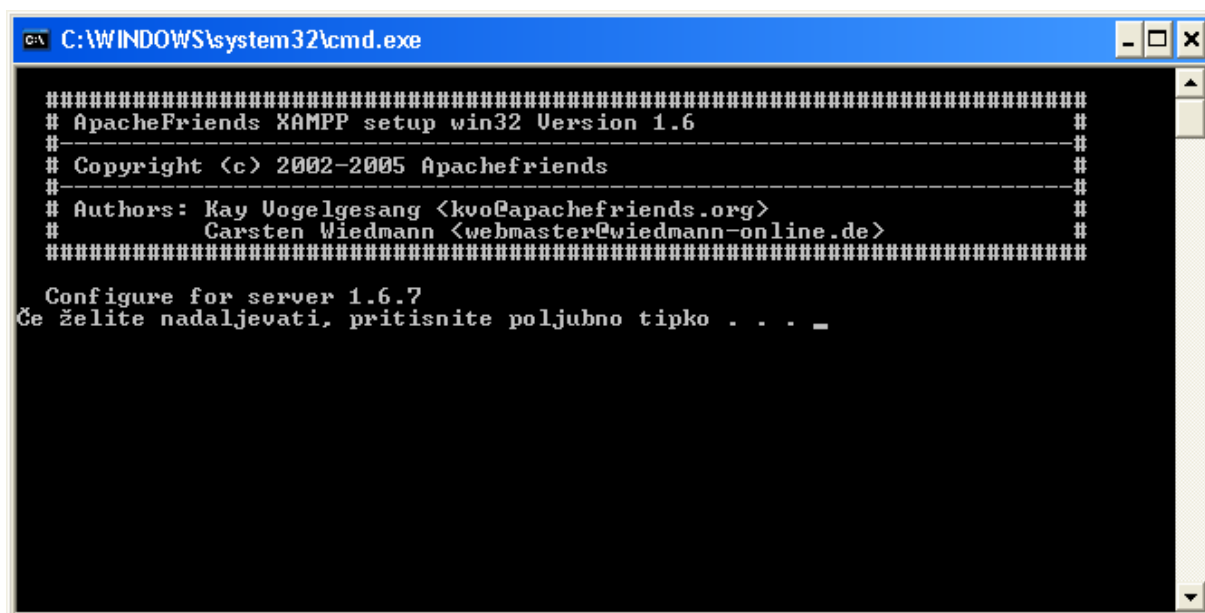 C:\WINDOWS\system32\cmd.exe
########################################################################
# ApacheFriends XAMPP setup win32 Version 1.6                          #
#----------------------------------------------------------------------#
# Copyright (c) 2002-2005 Apachefriends                                #
#----------------------------------------------------------------------#
# Authors: Kay Vogelgesang <kvo@apachefriends.org>                     #
#          Carsten Wiedmann <webmaster@wiedmann-online.de>             #
########################################################################
Configure for server 1.6.7
Če želite nadaljevati, pritisnite poljubno tipko . . . _